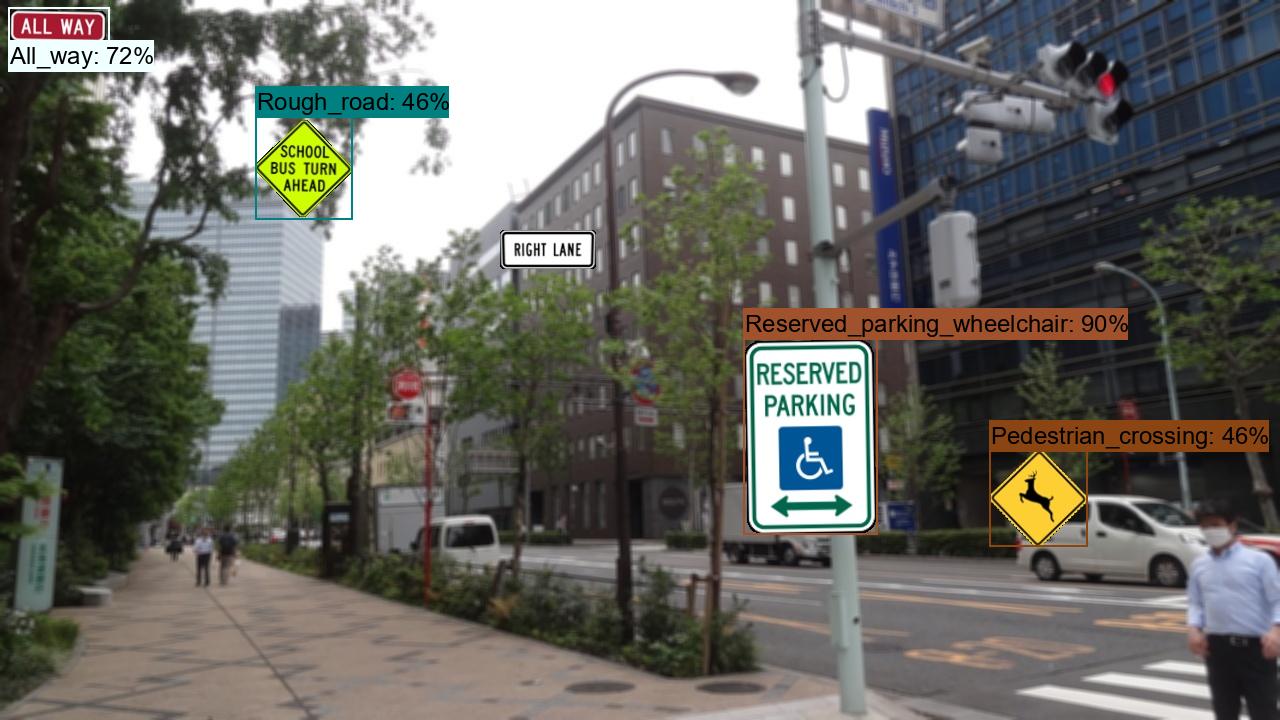 ALL WAY
All_way: 72%
Rough_road: 46%
SCHOOL
BUS TURN
AHEAD
RIGHT LANE
Reserved_parking_wheelchair: 90%
RESERVED
PARKING
Pedestrian_crossing: 46%